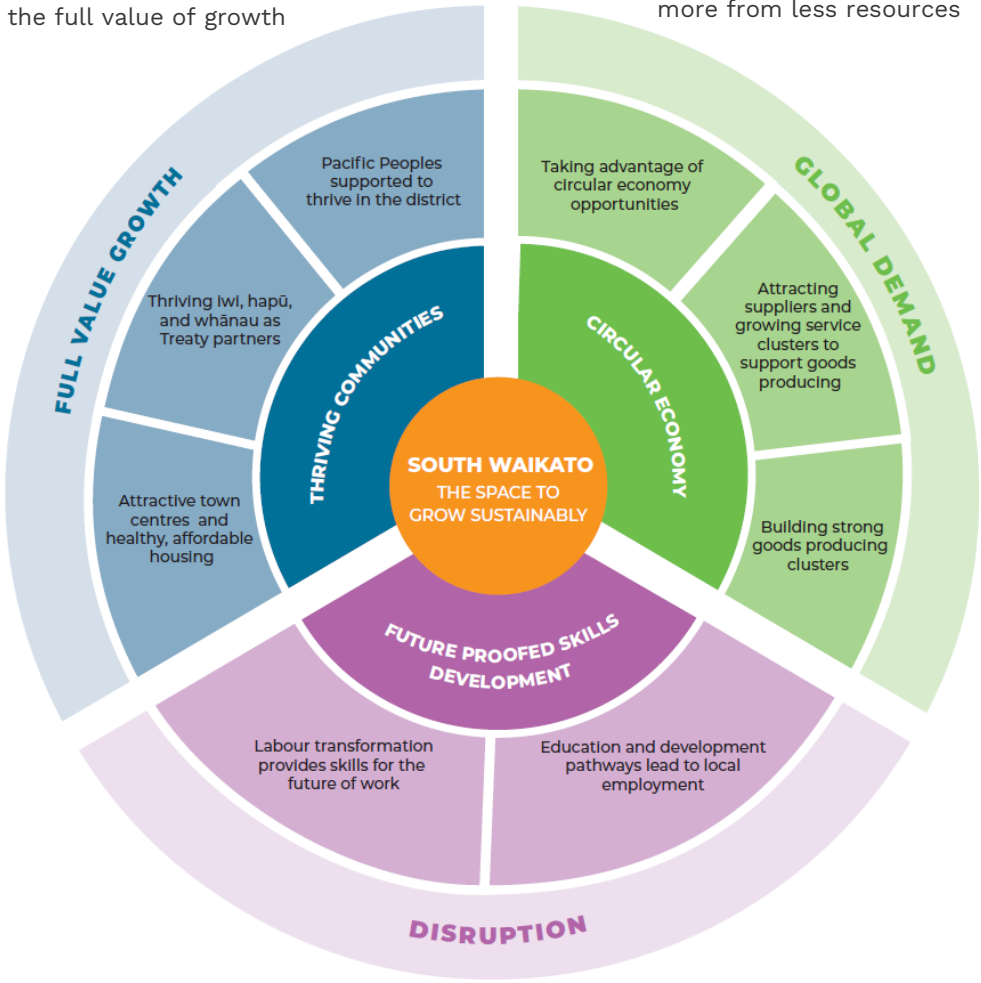 the full value of growth
more from less resources
FULL VALUE GROWTH
GLOBAL DEMAND
DISRUPTION
Pacific Peoples
supported to
thrive in the district
Thriving iwi, hapū,
and whānau as
Treaty partners
Attractive town
centres and
healthy, affordable
housing
THRIVING COMMUNITIES
Taking advantage of
circular economy
opportunities
Attracting
suppliers and
growing service
clusters to
support goods
producing
Building strong
goods producing
clusters
CIRCULAR ECONOMY
SOUTH WAIKATO
THE SPACE TO
GROW SUSTAINABLY
FUTURE PROOFED SKILLS
DEVELOPMENT
Labour transformation
provides skills for the
future of work
Education and development
pathways lead to local
employment